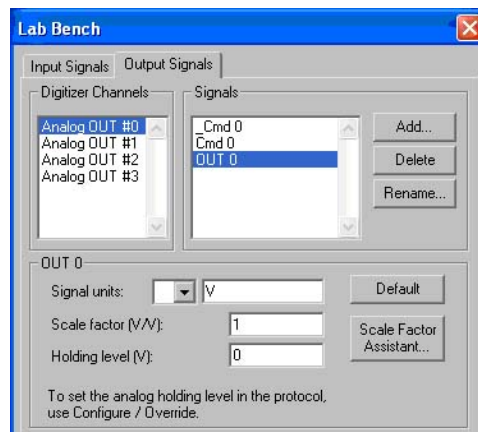 Lab Bench
Input Signals Output Signals
Digitizer Channels
Analog OUT #0
Analog OUT #1
Analog OUT #2
Analog OUT #3
Signals
_Cmd 0
Cmd 0
OUT 0
Add...
Delete
Rename...
OUT 0
Signal units: V
Default
Scale factor (V/V): 1
Scale Factor
Assistant...
Holding level (V): 0
To set the analog holding level in the protocol,
use Configure / Override.